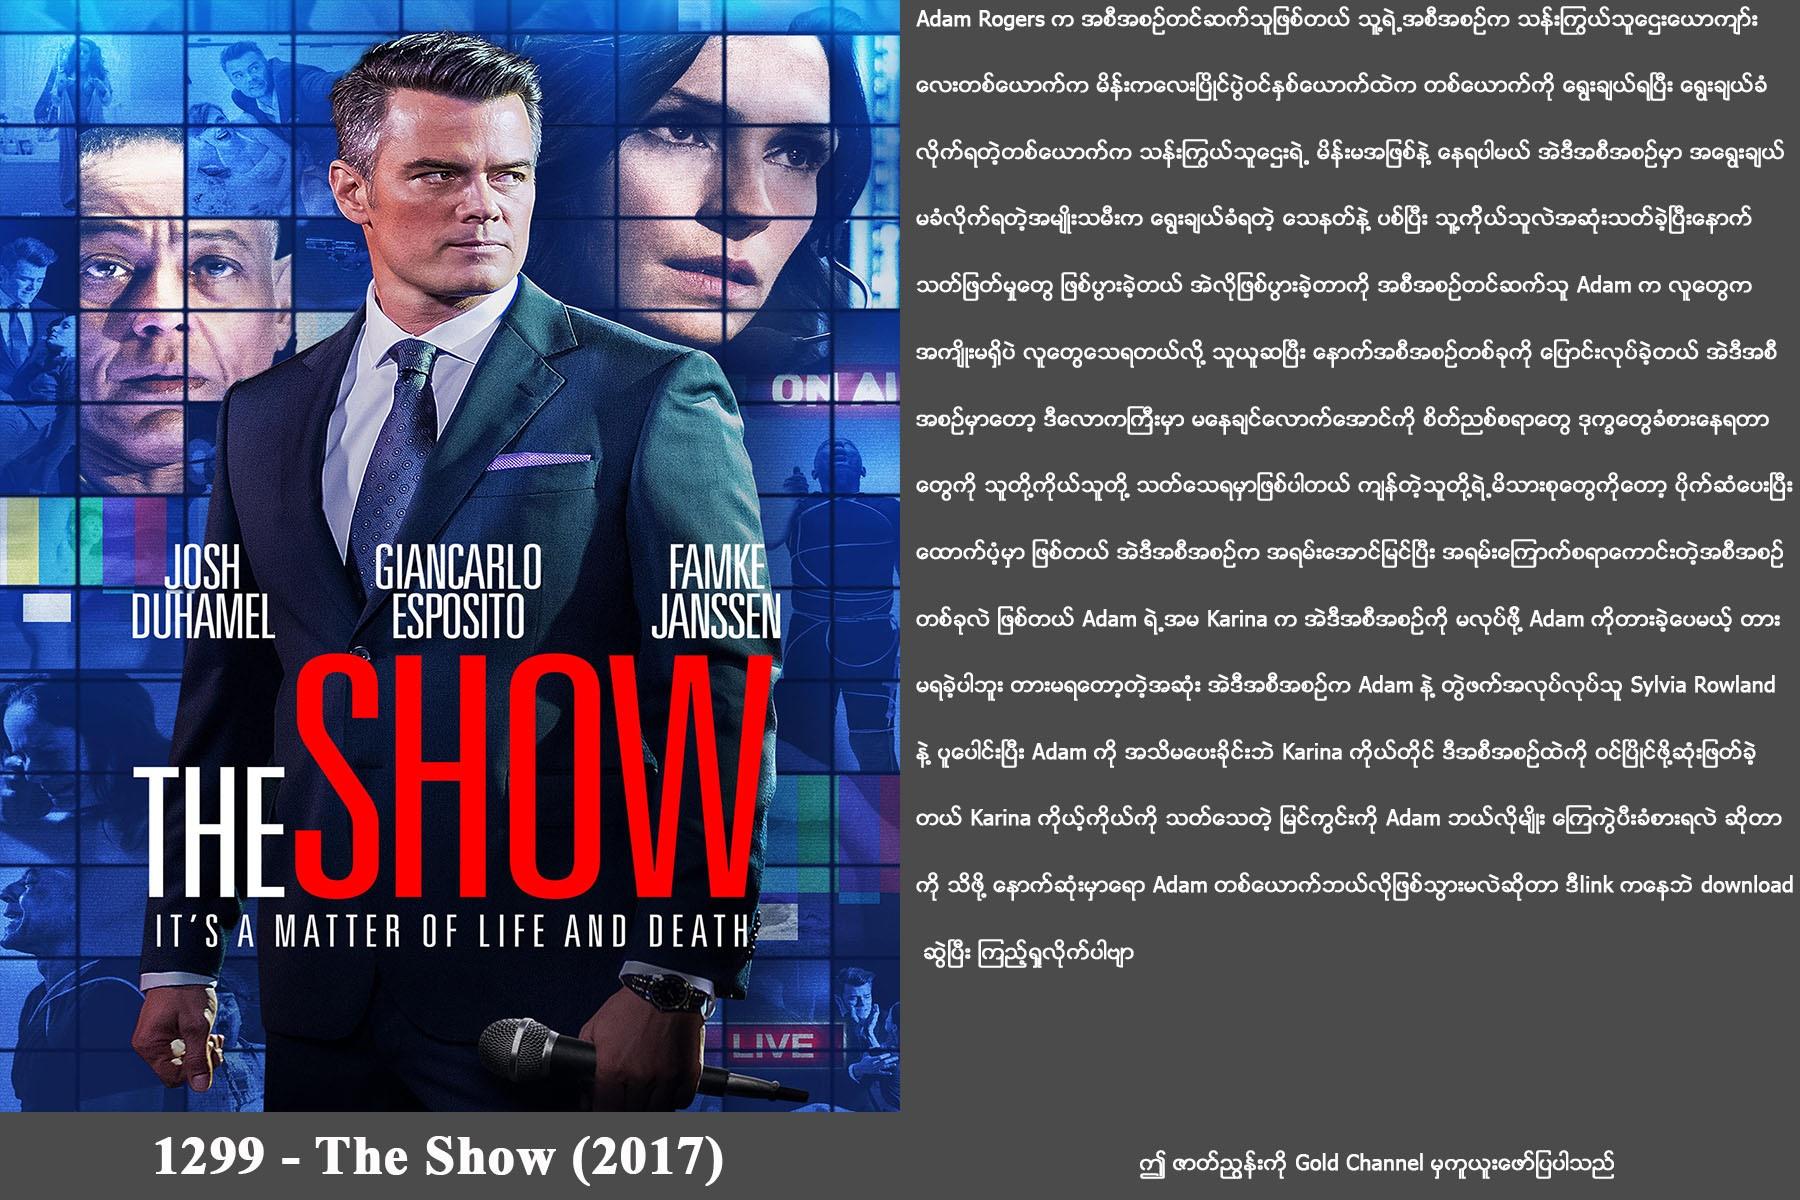 ON AI
JOSH DUHAMEL
GIANCARLO ESPOSITO
FAMKE JANSSEN
THE SHOW
IT'S A MATTER OF LIFE AND DEATH
LIVE
1299 - The Show (2017)
Adam Rogers က အစီအစဉ်တင်ဆက်သူဖြစ်တယ် သူ့ရဲ့အစီအစဉ်က သန်းကြွယ်သူဌေးယောကျာ်း
လေးတစ်ယောက်က မိန်းကလေးပြိုင်ပွဲဝင်နှစ်ယောက်ထဲက တစ်ယောက်ကို ရွေးချယ်ရပြီး ရွေးချယ်ခံ
လိုက်ရတဲ့တစ်ယောက်က သန်းကြွယ်သူဌေးရဲ့ မိန်းမအဖြစ်နဲ့ နေရပါမယ် အဲဒီအစီအစဉ်မှာ အရွေးချယ်
မခံလိုက်ရတဲ့အမျိုးသမီးက ရွေးချယ်ခံရတဲ့ သေနတ်နဲ့ ပစ်ပြီး သူ့ကိုယ်သူလဲအဆုံးသတ်ခဲ့ပြီးနောက်
သတ်ဖြတ်မှုတွေ ဖြစ်ပွားခဲ့တယ် အဲလိုဖြစ်ပွားခဲ့တာကို အစီအစဉ်တင်ဆက်သူ Adam က လူတွေက
အကျိုးမရှိပဲ လူတွေသေရတယ်လို့ သူယူဆပြီး နောက်အစီအစဉ်တစ်ခုကို ပြောင်းလုပ်ခဲ့တယ် အဲဒီအစီ
အစဉ်မှာတော့ ဒီလောကကြီးမှာ မနေချင်လောက်အောင်ကို စိတ်ညစ်စရာတွေ ဒုက္ခတွေခံစားနေရတာ
တွေကို သူတို့ကိုယ်သူတို့ သတ်သေရမှာဖြစ်ပါတယ် ကျန်တဲ့သူတို့ရဲ့မိသားစုတွေကိုတော့ ပိုက်ဆံပေးပြီး
ထောက်ပံ့မှာ ဖြစ်တယ် အဲဒီအစီအစဉ်က အရမ်းအောင်မြင်ပြီး အရမ်းကြောက်စရာကောင်းတဲ့အစီအစဉ်
တစ်ခုလဲ ဖြစ်တယ် Adam ရဲ့အမ Karina က အဲဒီအစီအစဉ်ကို မလုပ်ဖို့ Adam ကိုတားခဲ့ပေမယ့် တား
မရခဲ့ပါဘူး တားမရတော့တဲ့အဆုံး အဲဒီအစီအစဉ်က Adam နဲ့ တွဲဖက်အလုပ်လုပ်သူ Sylvia Rowland
နဲ့ ပူပေါင်းပြီး Adam ကို အသိမပေးခိုင်းဘဲ Karina ကိုယ်တိုင် ဒီအစီအစဉ်ထဲကို ဝင်ပြိုင်ဖို့ဆုံးဖြတ်ခဲ့
တယ် Karina ကိုယ့်ကိုယ်ကို သတ်သေတဲ့ မြင်ကွင်းကို Adam ဘယ်လိုမျိုး ကြေကွဲပီးခံစားရလဲ ဆိုတာ
ကို သိဖို့ နောက်ဆုံးမှာရော Adam တစ်ယောက်ဘယ်လိုဖြစ်သွားမလဲဆိုတာ ဒီlink ကနေဘဲ download
ဆွဲပြီး ကြည့်ရှုလိုက်ပါဗျာ
ဤ ဇာတ်ညွှန်းကို Gold Channel မှကူယူးဖော်ပြပါသည်